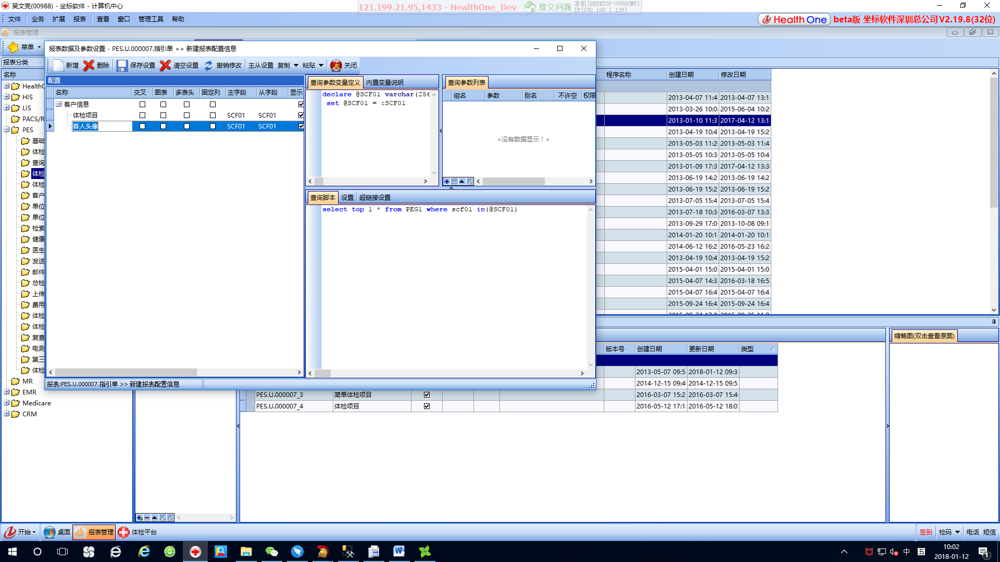 吴文亮(00988) - 坐标软件 - 计算机中心
121.199.21.95,1433 - HealthOne_Dev 提交问题 本机(DESKTOP-3V9OCMV)
IP(192.168.1.139)
文件 业务 扩展 报表 查看 窗口 管理工具 帮助
Health One beta版 坐标软件深圳总公司 V2.19.8(32位)
报表管理
菜单
报表数据及参数设置 - PES.U.000007.指引单 >> 新建报表配置信息
报表分类
新增 删除 保存设置 清空设置 撤销修改 主从设置 复制 粘贴 关闭
名称
配置
名称 交叉 图表 多表头 固定列 主字段 从字段 显示
客户信息
体检项目 SCF01 SCF01
客人头像 SCF01 SCF01
查询参数变量定义 内置变量说明
declare @SCF01 varchar(256
set @SCF01 = :SCF01
查询参数列表
组名 参数 别名 不许空 权限
<没有数据显示！>
查询脚本 设置 超链接设置
select top 1 * from PEG1 where scf01 in(@SCF01)
报表:PES.U.000007.指引单 >> 新建报表配置信息
HIS
LIS
PACS/R
PES
基础
体检
查询
体检
体检
客户
单位
单位
检索
健康
医生
发送
邮件
总检
上传
费用
体检
体检
复查
电测
第三
体检
MR
EMR
Medicare
CRM
程序名称 创建日期 修改日期
2013-04-07 11:4 2013-04-07 13:1
2013-03-26 10:0 2015-06-04 10:2
2013-01-10 11:3 2017-04-12 13:1
2013-04-19 10:4 2013-04-19 15:2
2013-05-03 11:2 2013-05-03 11:4
2013-05-05 10:3 2013-05-05 10:4
2013-01-09 17:3 2017-04-12 13:3
2013-06-19 14:2 2013-06-19 14:2
2013-06-19 15:2 2013-06-19 15:2
2013-07-05 15:4 2013-07-05 15:4
2013-07-18 10:3 2016-03-07 13:3
2013-09-29 17:0 2013-10-08 09:1
2014-01-20 10:1 2014-01-20 10:1
2014-06-12 16:2 2016-05-23 16:2
2013-04-19 10:4 2013-04-19 15:2
2015-04-01 15:0 2015-04-01 15:0
2015-04-07 14:3 2016-03-18 16:5
2015-04-07 16:4 2015-04-07 16:4
2015-09-24 16:4 2015-09-24 16:4
缩略图(双击查看原图)
版本号 创建日期 更新日期 类型
2013-05-07 09:5 2018-01-12 09:3
2014-12-15 09:4 2014-12-15 09:5
PES.U.000007_3 简单体检项目 2016-03-07 15:2 2016-03-07 15:4
PES.U.000007_4 体检项目 2016-05-12 17:1 2016-05-12 18:0
开始 桌面 报表管理 体检平台
签到 检码 电话 短信
中 五 10:02
2018-01-12
1